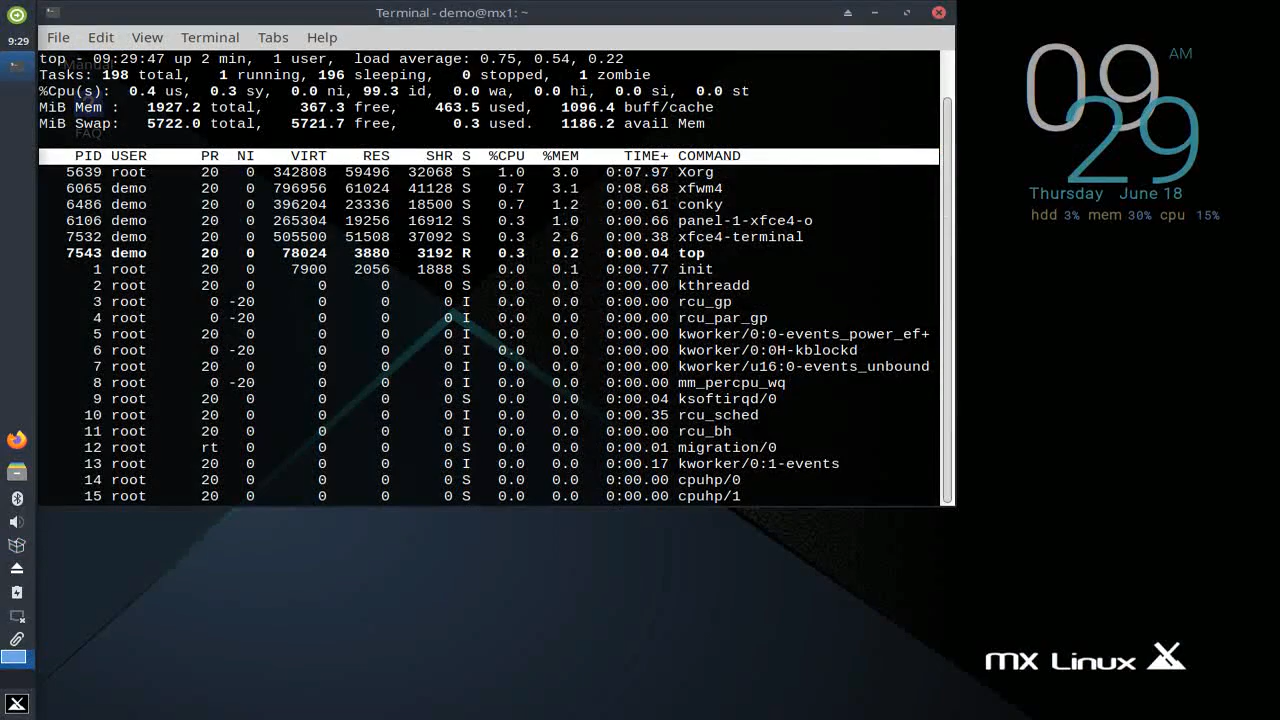 Terminal - demo@mx1: ~
9:29
File Edit View Terminal Tabs Help
top - 09:29:47 up 2 min, 1 user, load average: 0.75, 0.54, 0.22
Tasks: 198 total, 1 running, 196 sleeping, 0 stopped, 1 zombie
%Cpu(s): 0.4 us, 0.3 sy, 0.0 ni, 99.3 id, 0.0 wa, 0.0 hi, 0.0 si, 0.0 st
MiB Mem : 1927.2 total, 367.3 free, 463.5 used, 1096.4 buff/cache
MiB Swap: 5722.0 total, 5721.7 free, 0.3 used. 1186.2 avail Mem
Manual
FAQ
PID USER PR NI VIRT RES SHR S %CPU %MEM TIME+ COMMAND
5639 root 20 0 342808 59496 32068 S 1.0 3.0 0:07.97 Xorg
6065 demo 20 0 796956 61024 41128 S 0.7 3.1 0:08.68 xfwm4
6486 demo 20 0 396204 23336 18500 S 0.7 1.2 0:00.61 conky
6106 demo 20 0 265304 19256 16912 S 0.3 1.0 0:00.66 panel-1-xfce4-o
7532 demo 20 0 505500 51508 37092 S 0.3 2.6 0:00.38 xfce4-terminal
7543 demo 20 0 78024 3880 3192 R 0.3 0.2 0:00.04 top
1 root 20 0 7900 2056 1888 S 0.0 0.1 0:00.77 init
2 root 20 0 0 0 0 S 0.0 0.0 0:00.00 kthreadd
3 root 0 -20 0 0 0 I 0.0 0.0 0:00.00 rcu_gp
4 root 0 -20 0 0 0 I 0.0 0.0 0:00.00 rcu_par_gp
5 root 20 0 0 0 0 I 0.0 0.0 0:00.00 kworker/0:0-events_power_ef+
6 root 0 -20 0 0 0 I 0.0 0.0 0:00.00 kworker/0:0H-kblockd
7 root 20 0 0 0 0 I 0.0 0.0 0:00.00 kworker/u16:0-events_unbound
8 root 0 -20 0 0 0 I 0.0 0.0 0:00.00 mm_percpu_wq
9 root 20 0 0 0 0 S 0.0 0.0 0:00.04 ksoftirqd/0
10 root 20 0 0 0 0 I 0.0 0.0 0:00.35 rcu_sched
11 root 20 0 0 0 0 I 0.0 0.0 0:00.00 rcu_bh
12 root rt 0 0 0 0 S 0.0 0.0 0:00.01 migration/0
13 root 20 0 0 0 0 I 0.0 0.0 0:00.17 kworker/0:1-events
14 root 20 0 0 0 0 S 0.0 0.0 0:00.00 cpuhp/0
15 root 20 0 0 0 0 S 0.0 0.0 0:00.00 cpuhp/1
09 AM
29
Thursday June 18
hdd 3% mem 30% cpu 15%
MX Linux